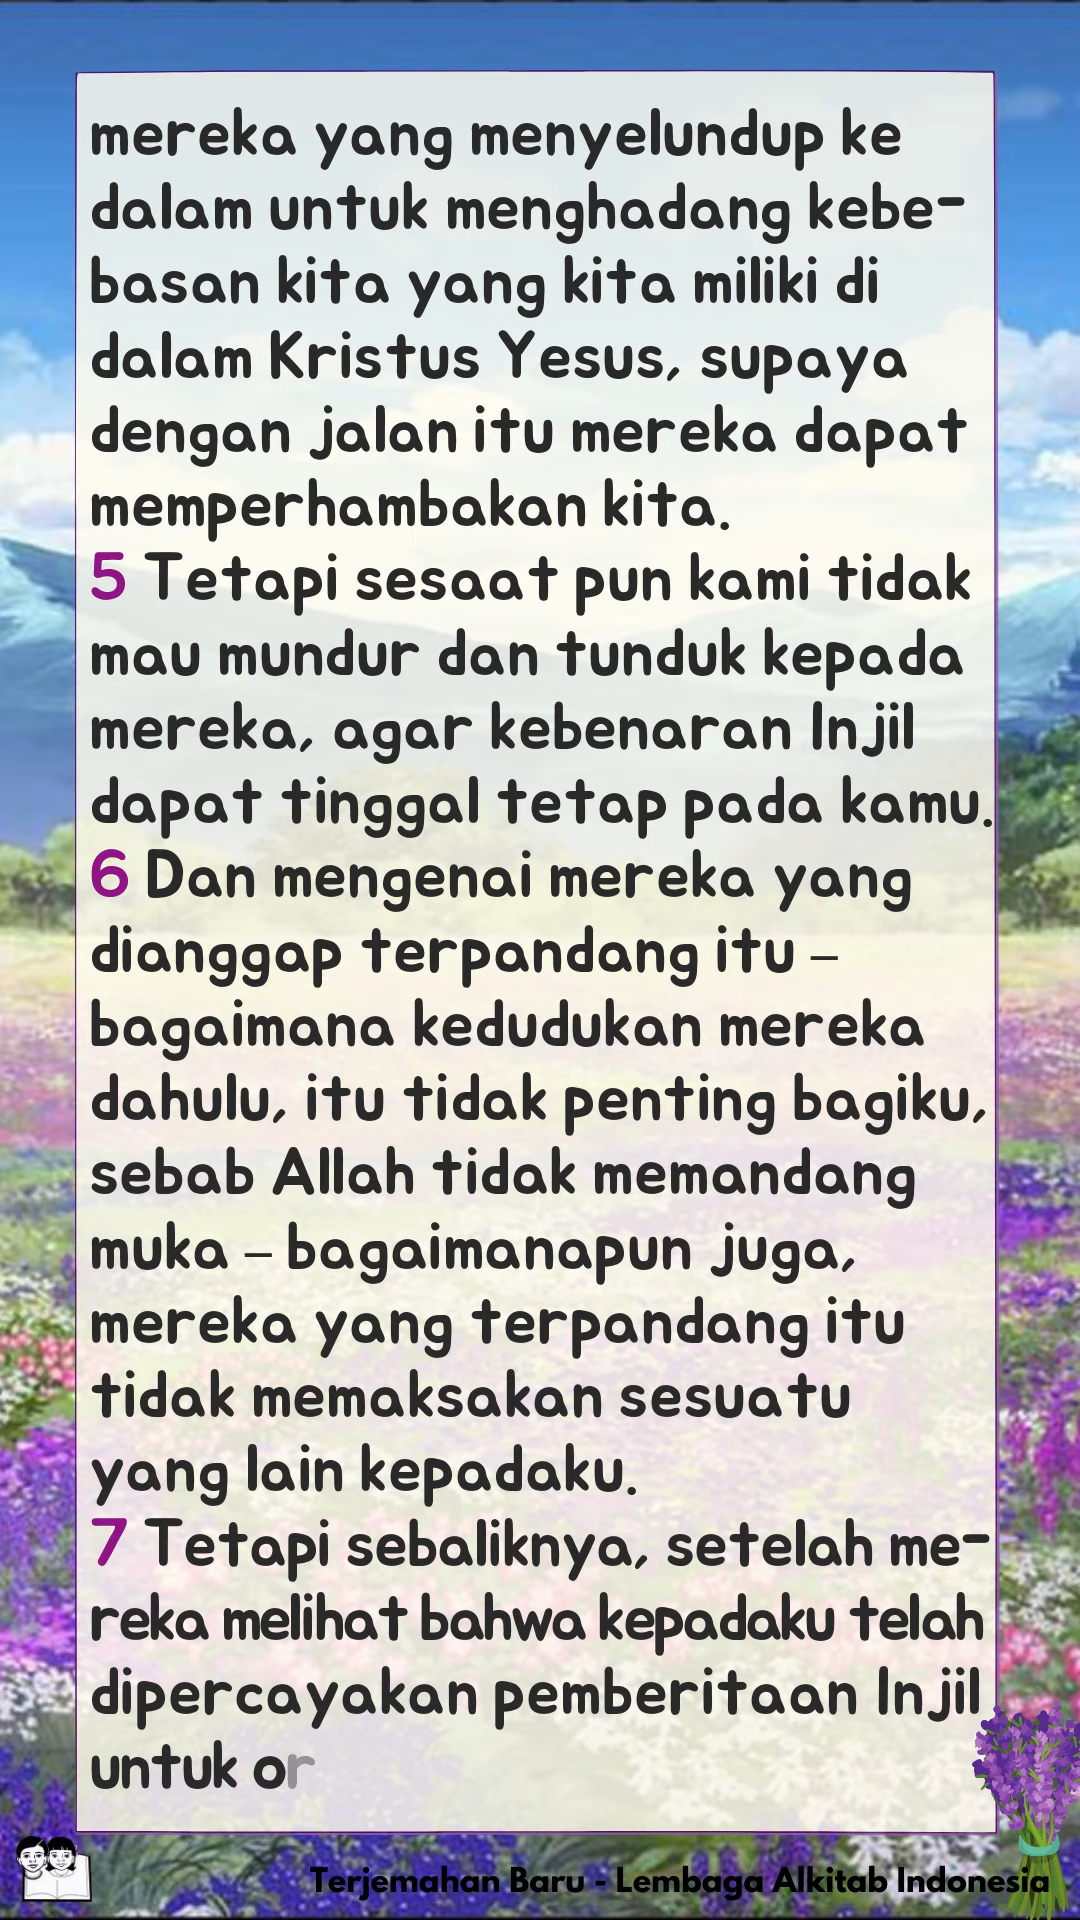 mereka yang menyelundup ke
dalam untuk menghadang kebe-
basan kita yang kita miliki di
dalam Kristus Yesus, supaya
dengan jalan itu mereka dapat
memperhambakan kita.
5 Tetapi sesaat pun kami tidak
mau mundur dan tunduk kepada
mereka, agar kebenaran Injil
dapat tinggal tetap pada kamu.
6 Dan mengenai mereka yang
dianggap terpandang itu –
bagaimana kedudukan mereka
dahulu, itu tidak penting bagiku,
sebab Allah tidak memandang
muka – bagaimanapun juga,
mereka yang terpandang itu
tidak memaksakan sesuatu
yang lain kepadaku.
7 Tetapi sebaliknya, setelah me-
reka melihat bahwa kepadaku telah
dipercayakan pemberitaan Injil
untuk or
Terjemahan Baru - Lembaga Alkitab Indonesia